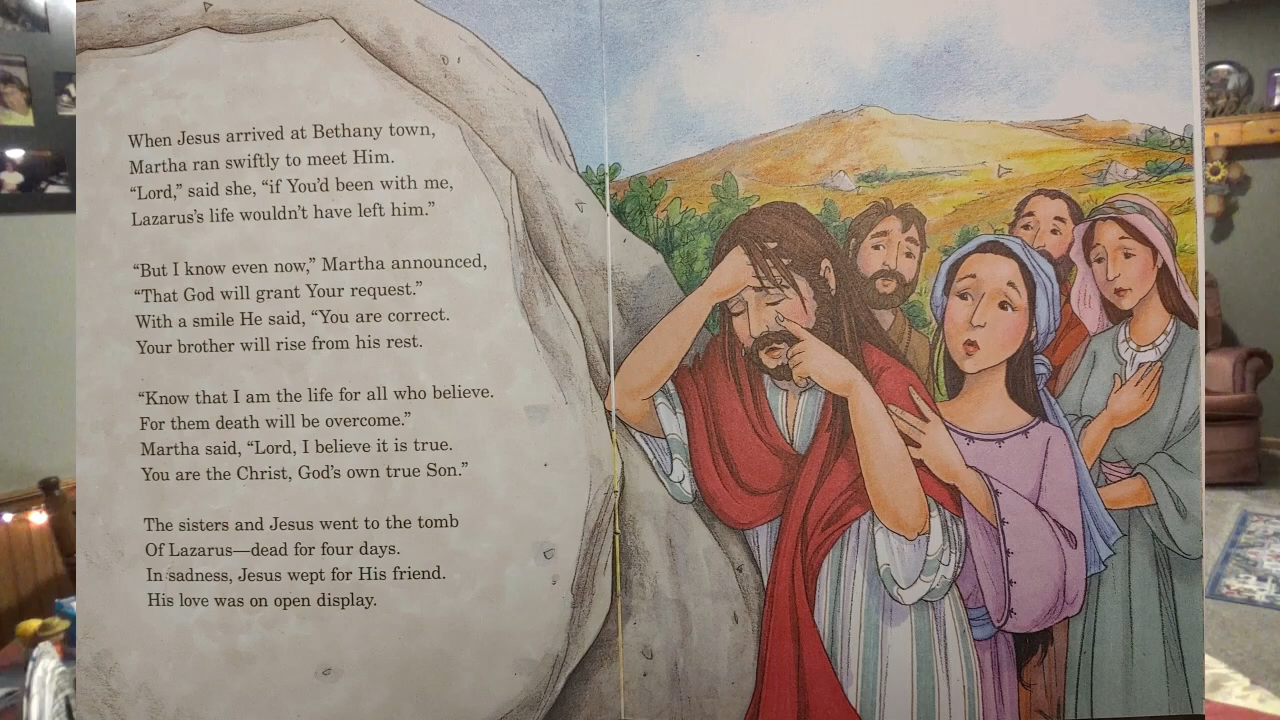 When Jesus arrived at Bethany town,
Martha ran swiftly to meet Him.
“Lord,” said she, “if You’d been with me,
Lazarus’s life wouldn’t have left him.”
“But I know even now,” Martha announced,
“That God will grant Your request.”
With a smile He said, “You are correct.
Your brother will rise from his rest.
“Know that I am the life for all who believe.
For them death will be overcome.”
Martha said, “Lord, I believe it is true.
You are the Christ, God’s own true Son.”
The sisters and Jesus went to the tomb
Of Lazarus—dead for four days.
In sadness, Jesus wept for His friend.
His love was on open display.